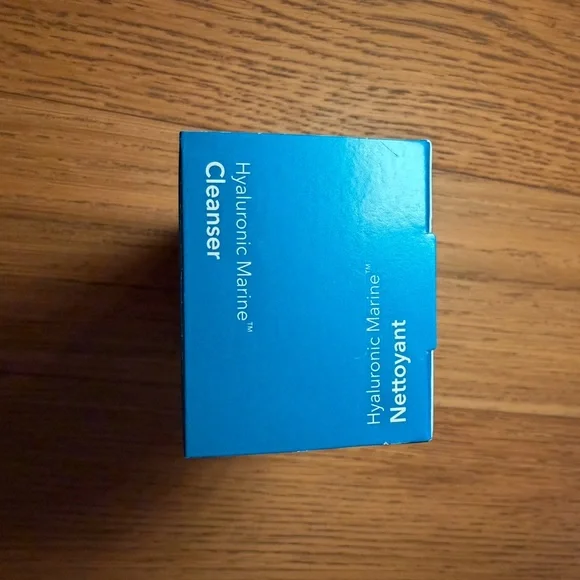 Hyaluronic Marine™
Cleanser
Hyaluronic Marine™
Nettoyant